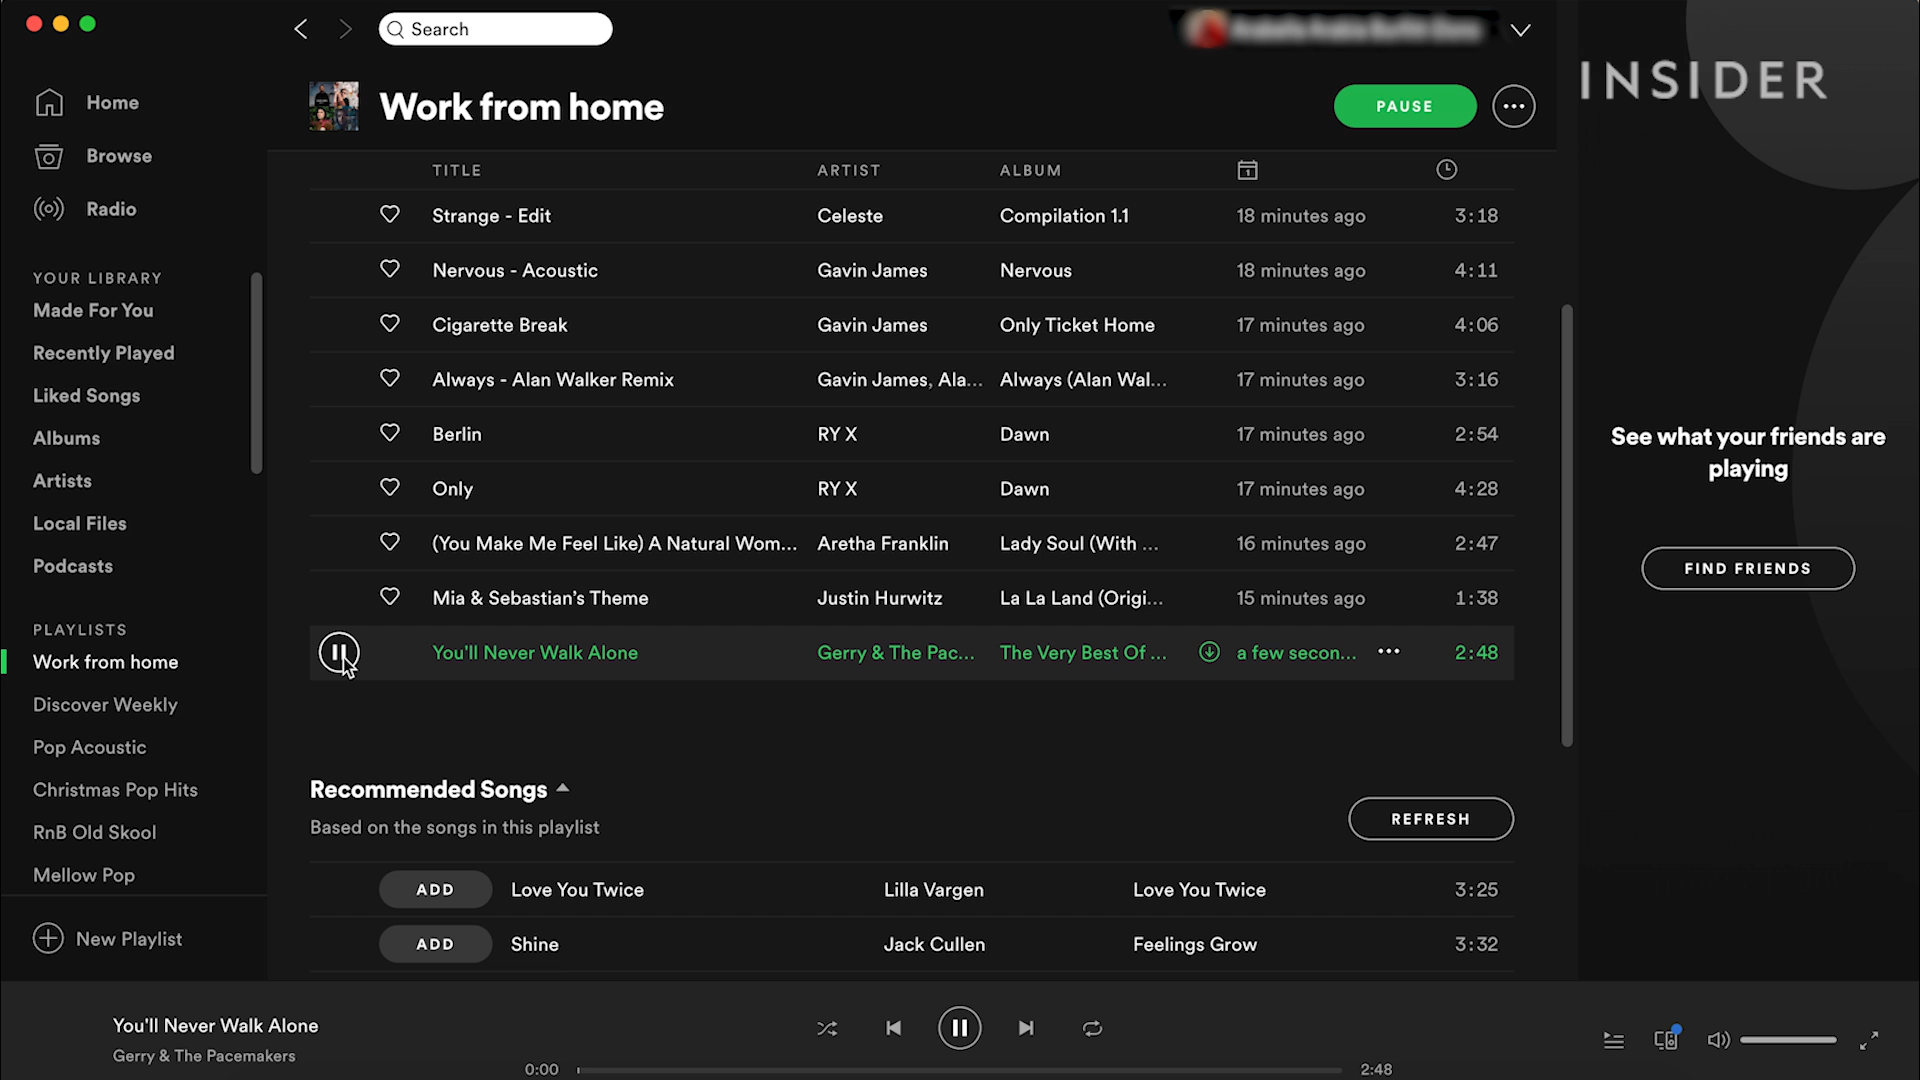 Search
INSIDER
Home
Browse
Radio
YOUR LIBRARY
Made For You
Recently Played
Liked Songs
Albums
Artists
Local Files
Podcasts
PLAYLISTS
Work from home
Discover Weekly
Pop Acoustic
Christmas Pop Hits
RnB Old Skool
Mellow Pop
New Playlist
Work from home
PAUSE
TITLE ARTIST ALBUM
Strange - Edit Celeste Compilation 1.1 18 minutes ago 3:18
Nervous - Acoustic Gavin James Nervous 18 minutes ago 4:11
Cigarette Break Gavin James Only Ticket Home 17 minutes ago 4:06
Always - Alan Walker Remix Gavin James, Ala... Always (Alan Wal... 17 minutes ago 3:16
Berlin RY X Dawn 17 minutes ago 2:54
Only RY X Dawn 17 minutes ago 4:28
(You Make Me Feel Like) A Natural Wom... Aretha Franklin Lady Soul (With ... 16 minutes ago 2:47
Mia & Sebastian's Theme Justin Hurwitz La La Land (Origi... 15 minutes ago 1:38
You'll Never Walk Alone Gerry & The Pac... The Very Best Of ... a few secon... 2:48
Recommended Songs
Based on the songs in this playlist
REFRESH
ADD Love You Twice Lilla Vargen Love You Twice 3:25
ADD Shine Jack Cullen Feelings Grow 3:32
See what your friends are
playing
FIND FRIENDS
You'll Never Walk Alone
Gerry & The Pacemakers
0:00 2:48